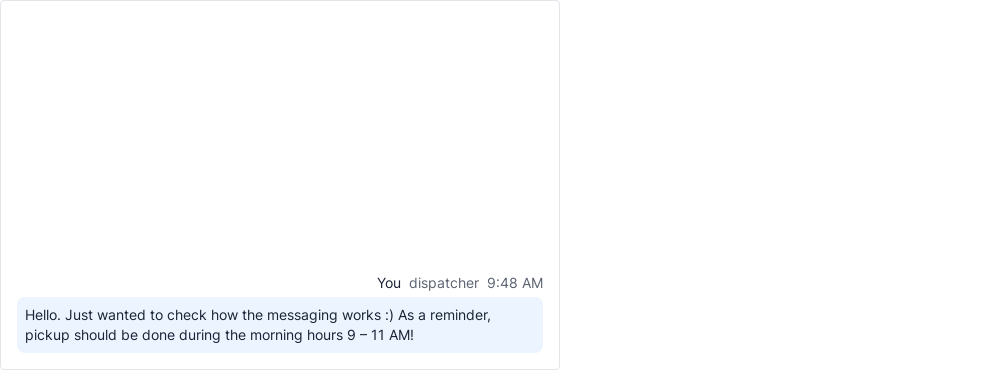 You dispatcher 9:48 AM
Hello. Just wanted to check how the messaging works :) As a reminder,
pickup should be done during the morning hours 9 – 11 AM!